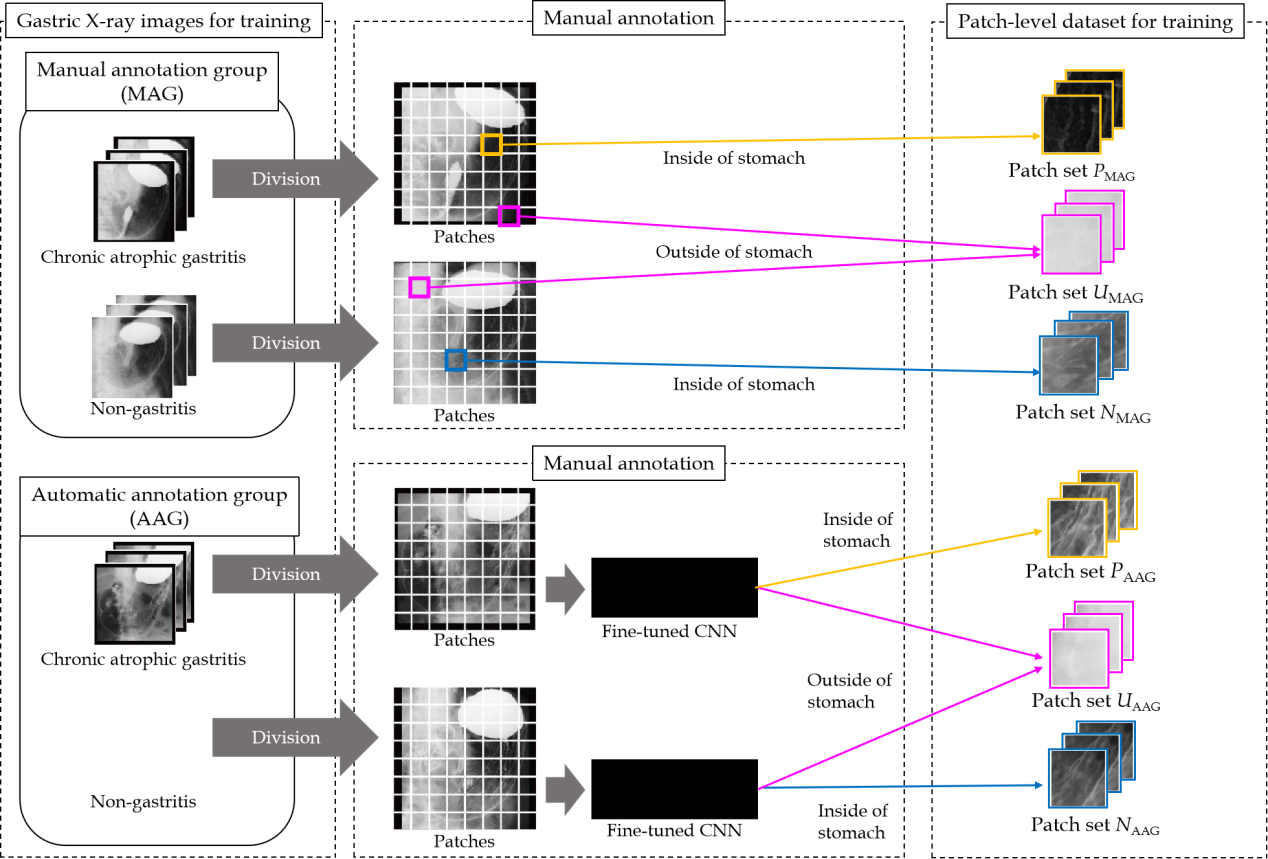 Gastric X-ray images for training
Manual annotation group
(MAG)
Division
Chronic atrophic gastritis
Division
Non-gastritis
Automatic annotation group
(AAG)
Division
Chronic atrophic gastritis
Division
Non-gastritis
Manual annotation
Patches
Inside of stomach
Outside of stomach
Patches
Inside of stomach
Manual annotation
Patches
Fine-tuned CNN
Inside of
stomach
Outside of
stomach
Patches
Fine-tuned CNN
Inside of
stomach
Patch-level dataset for training
Patch set PMAG
Patch set UMAG
Patch set NMAG
Patch set PAAG
Patch set UAAG
Patch set NAAG